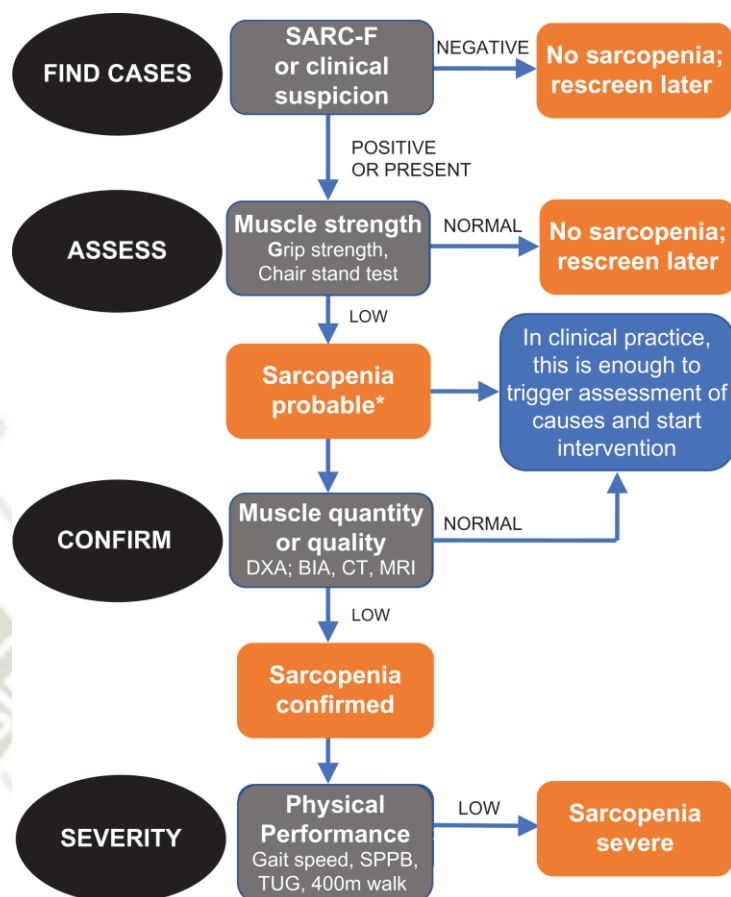 FIND CASES
SARC-F
or clinical
suspicion
NEGATIVE
No sarcopenia;
rescreen later
POSITIVE
OR PRESENT
ASSESS
Muscle strength
Grip strength,
Chair stand test
NORMAL
No sarcopenia;
rescreen later
LOW
Sarcopenia
probable*
In clinical practice,
this is enough to
trigger assessment of
causes and start
intervention
CONFIRM
Muscle quantity
or quality
DXA; BIA, CT, MRI
NORMAL
LOW
Sarcopenia
confirmed
SEVERITY
Physical
Performance
Gait speed, SPPB,
TUG, 400m walk
LOW
Sarcopenia
severe